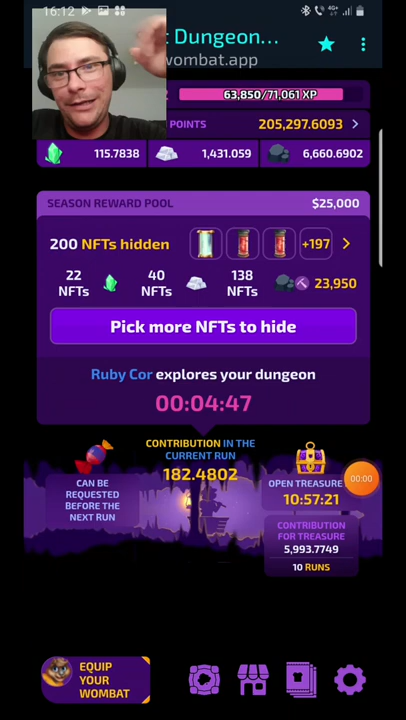 16:12
4G+
Dungeon...
wombat.app
63,850/71,061 XP
POINTS
205,297.6093
115.7838
1,431.059
6,660.6902
SEASON REWARD POOL
$25,000
200 NFTs hidden
+197
22 NFTs
40 NFTs
138 NFTs
23,950
Pick more NFTs to hide
Ruby Cor explores your dungeon
00:04:47
CONTRIBUTION IN THE
CURRENT RUN
182.4802
CAN BE
REQUESTED
BEFORE THE
NEXT RUN
OPEN TREASURE
10:57:21
00:00
CONTRIBUTION
FOR TREASURE
5,993.7749
10 RUNS
EQUIP
YOUR
WOMBAT